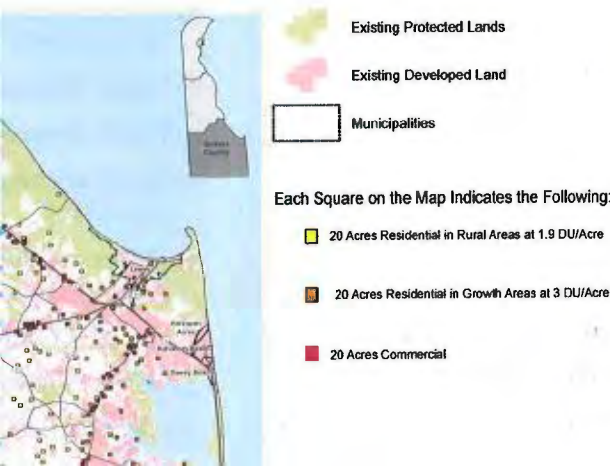 Existing Protected Lands
Existing Developed Land
Municipalities
County
Each Square on the Map Indicates the Following:
20 Acres Residential in Rural Areas at 1.9 DU/Acre
20 Acres Residential in Growth Areas at 3 DU/Acre
20 Acres Commercial